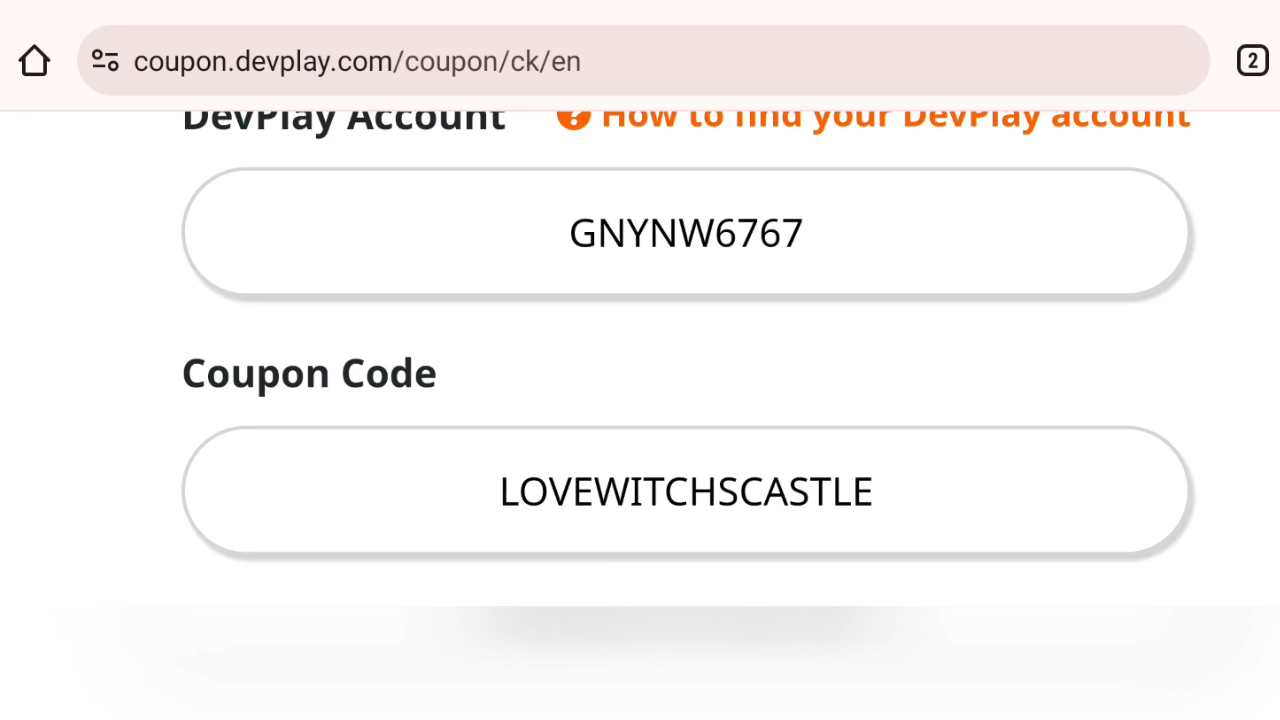 coupon.devplay.com/coupon/ck/en
2
DevPlay Account
? How to find your DevPlay account
GNYNW6767
Coupon Code
LOVEWITCHSCASTLE